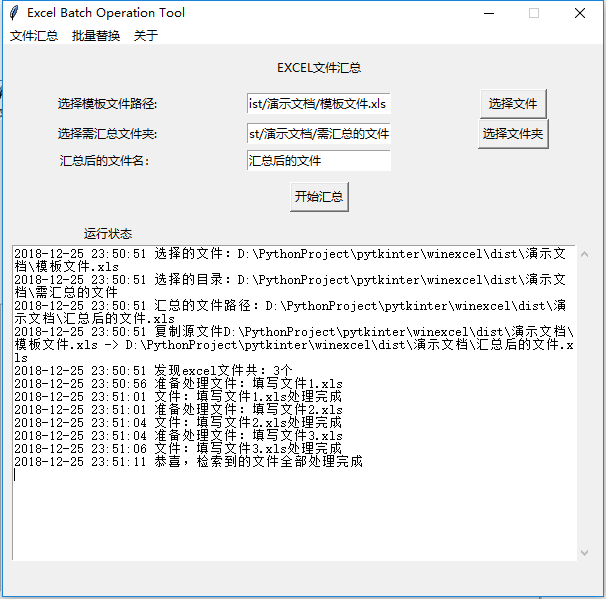 Excel Batch Operation Tool
文件汇总 批量替换 关于
EXCEL文件汇总
选择模板文件路径: ist/演示文档/模板文件.xls 选择文件
选择需汇总文件夹: st/演示文档/需汇总的文件 选择文件夹
汇总后的文件名: 汇总后的文件
开始汇总
运行状态
2018-12-25 23:50:51 选择的文件: D:\PythonProject\pytkinter\winexcel\dist\演示文
档\模板文件.xls
2018-12-25 23:50:51 选择的目录: D:\PythonProject\pytkinter\winexcel\dist\演示文
档\需汇总的文件
2018-12-25 23:50:51 汇总的文件路径: D:\PythonProject\pytkinter\winexcel\dist\演
示文档\汇总后的文件.xls
2018-12-25 23:50:51 复制源文件D:\PythonProject\pytkinter\winexcel\dist\演示文档\
模板文件.xls -> D:\PythonProject\pytkinter\winexcel\dist\演示文档\汇总后的文件.x
ls
2018-12-25 23:50:51 发现excel文件共: 3个
2018-12-25 23:50:56 准备处理文件: 填写文件1.xls
2018-12-25 23:51:01 文件: 填写文件1.xls处理完成
2018-12-25 23:51:01 准备处理文件: 填写文件2.xls
2018-12-25 23:51:04 文件: 填写文件2.xls处理完成
2018-12-25 23:51:04 准备处理文件: 填写文件3.xls
2018-12-25 23:51:06 文件: 填写文件3.xls处理完成
2018-12-25 23:51:11 恭喜，检索到的文件全部处理完成